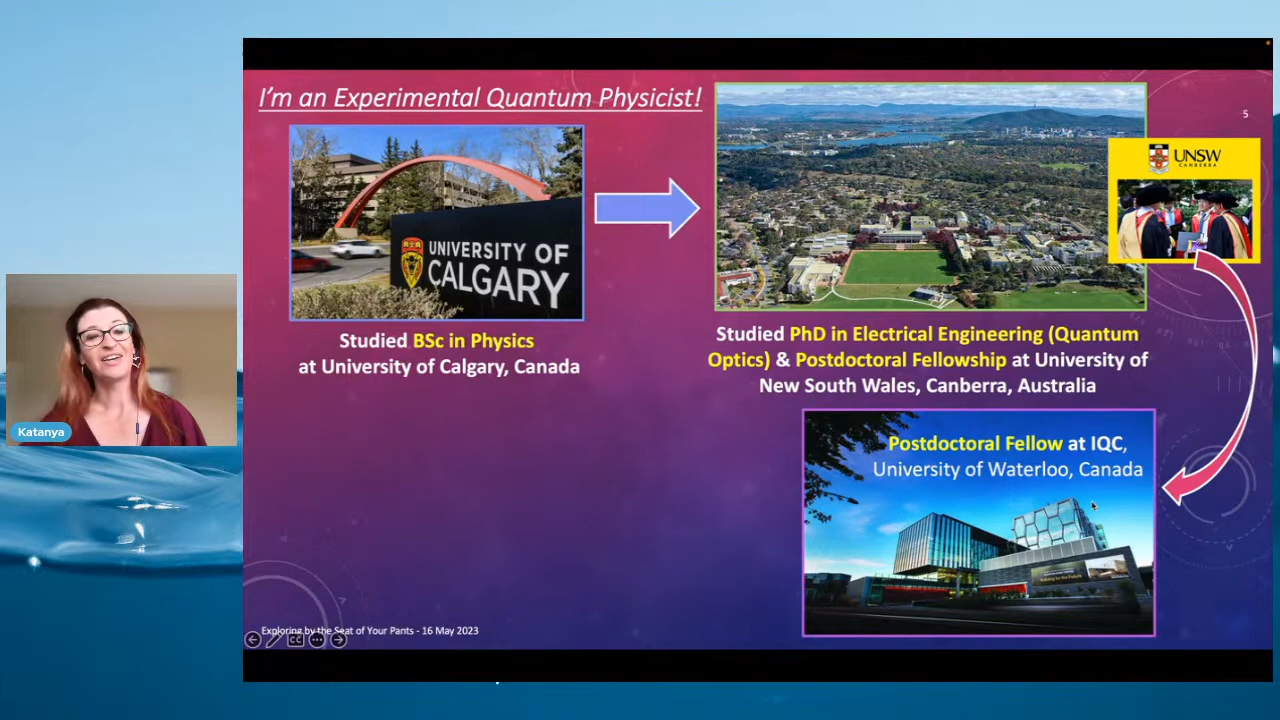 I'm an Experimental Quantum Physicist!
5
UNSW
CANBERRA
UNIVERSITY OF
CALGARY
Studied BSc in Physics
at University of Calgary, Canada
Studied PhD in Electrical Engineering (Quantum
Optics) & Postdoctoral Fellowship at University of
New South Wales, Canberra, Australia
Katanya
Postdoctoral Fellow at IQC,
University of Waterloo, Canada
Exploring by the Seat of Your Pants - 16 May 2023
CC